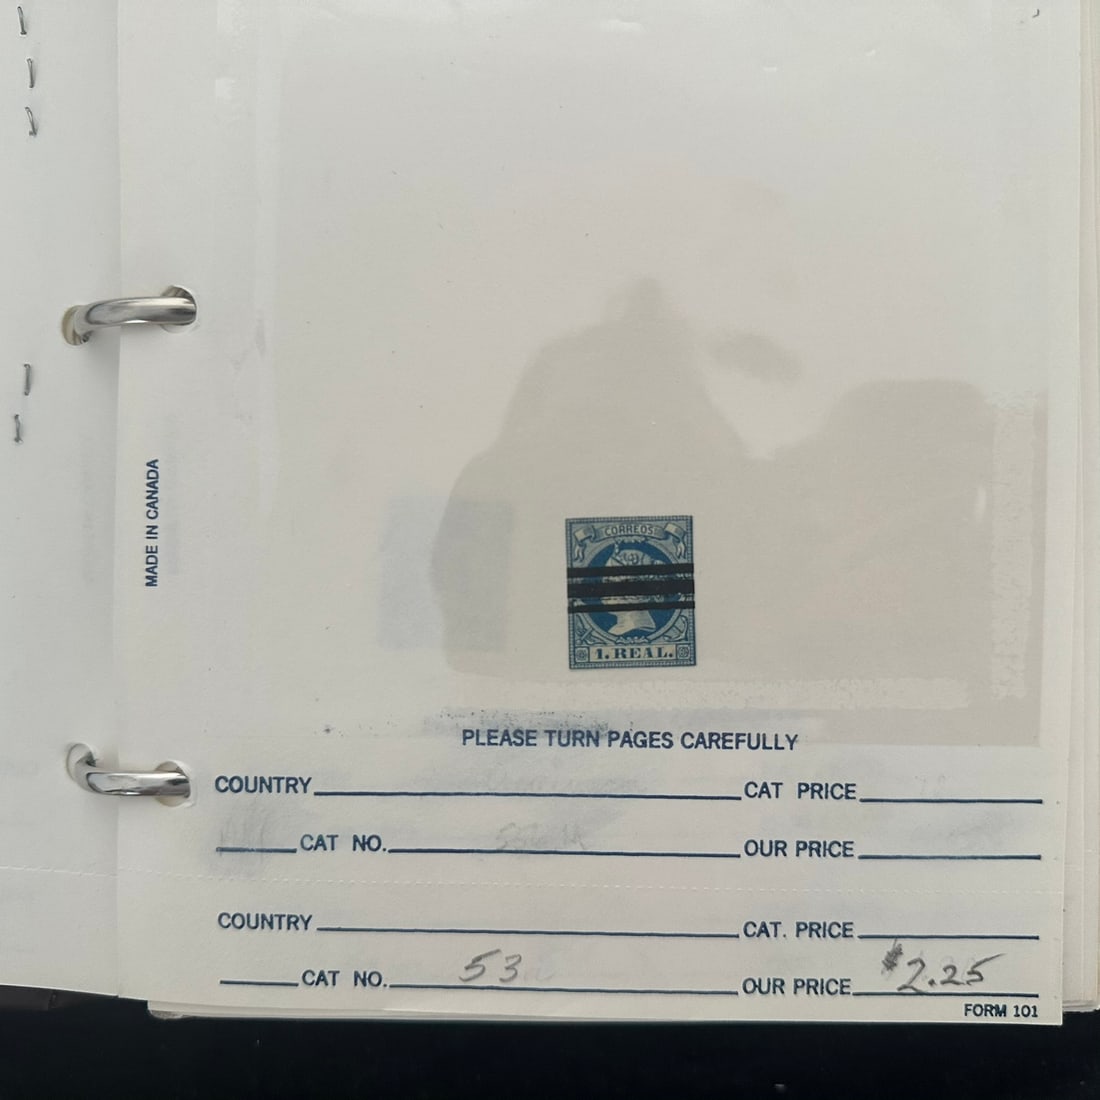 CORREOS
1. REAL.
MADE IN CANADA
PLEASE TURN PAGES CAREFULLY
COUNTRY CAT PRICE
CAT NO. OUR PRICE
COUNTRY CAT. PRICE
CAT NO. 53 OUR PRICE $2.25
FORM 101